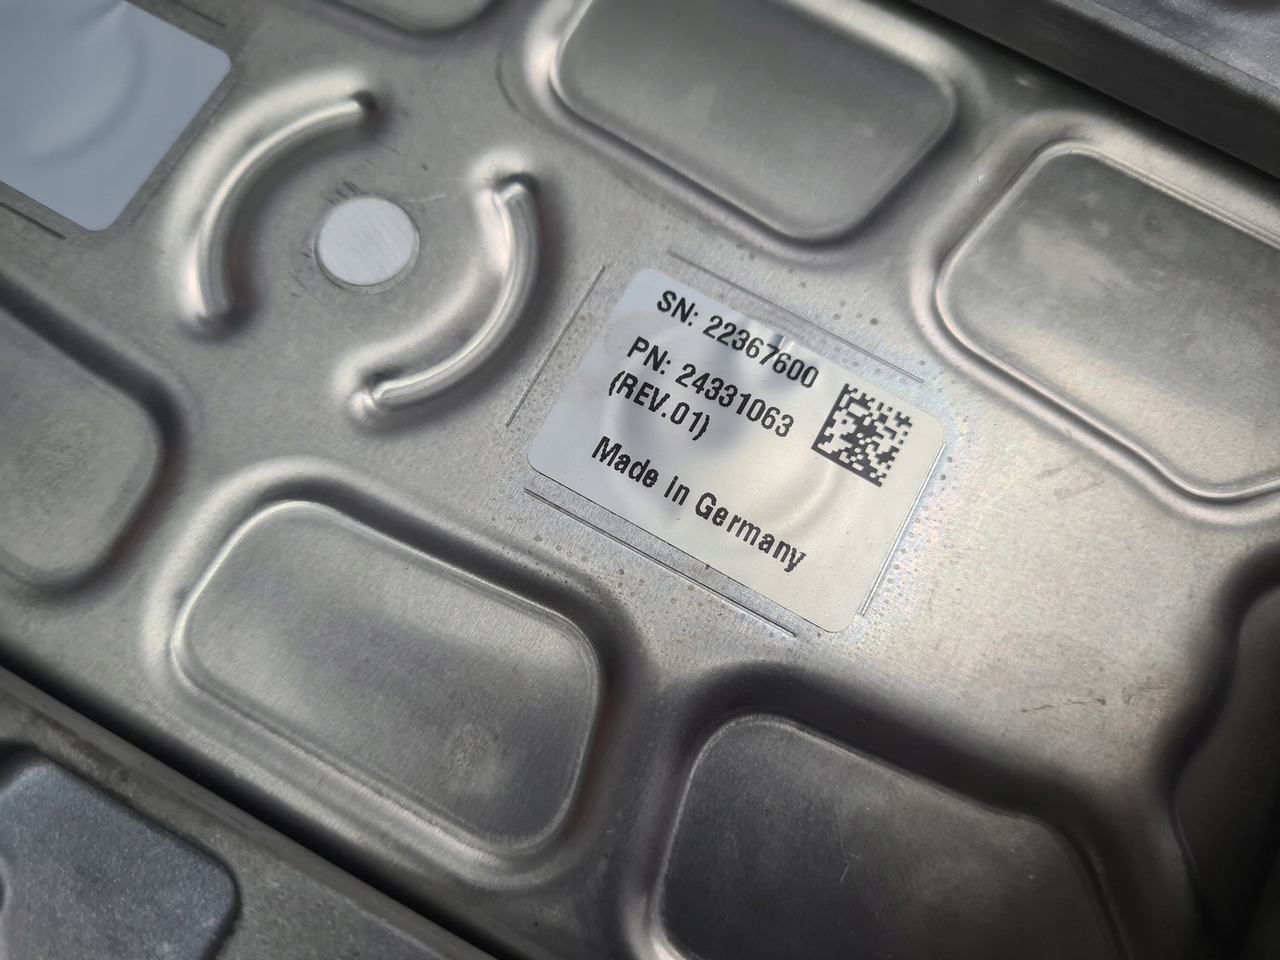 SN: 22367600
PN: 24331063
(REV.01)
Made in Germany